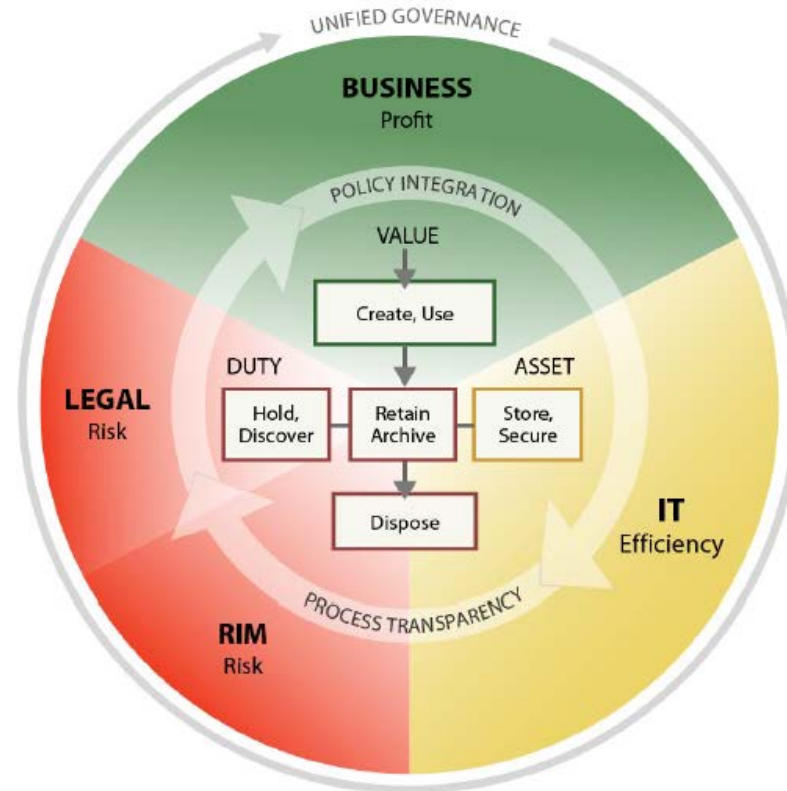 UNIFIED GOVERNANCE
BUSINESS
Profit
POLICY INTEGRATION
VALUE
Create, Use
DUTY
ASSET
LEGAL
Risk
Hold,
Discover
Retain
Archive
Store,
Secure
IT
Efficiency
Dispose
PROCESS TRANSPARENCY
RIM
Risk